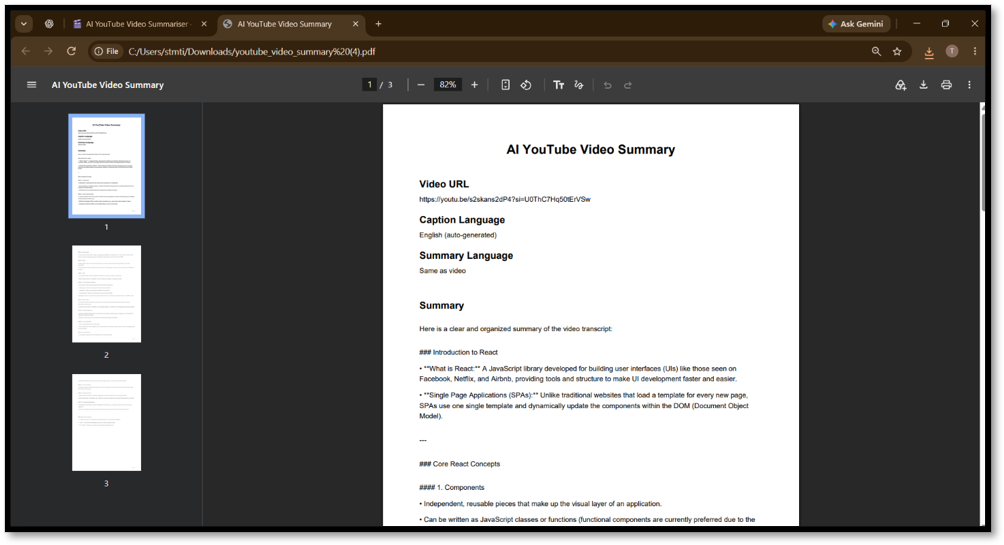 AI YouTube Video Summariser
AI YouTube Video Summary
Ask Gemini
File
C:/Users/stmti/Downloads/youtube_video_summary%20(4).pdf
T
AI YouTube Video Summary
1 / 3
82%
1
2
3
AI YouTube Video Summary
Video URL
https://youtu.be/s2skans2dP4?si=U0ThC7Hq50tErVSw
Caption Language
English (auto-generated)
Summary Language
Same as video
Summary
Here is a clear and organized summary of the video transcript:
### Introduction to React
• **What is React:** A JavaScript library developed for building user interfaces (UIs) like those seen on
Facebook, Netflix, and Airbnb, providing tools and structure to make UI development faster and easier.
• **Single Page Applications (SPAs):** Unlike traditional websites that load a template for every new page,
SPAs use one single template and dynamically update the components within the DOM (Document Object
Model).
---
### Core React Concepts
#### 1. Components
• Independent, reusable pieces that make up the visual layer of an application.
• Can be written as JavaScript classes or functions (functional components are currently preferred due to the